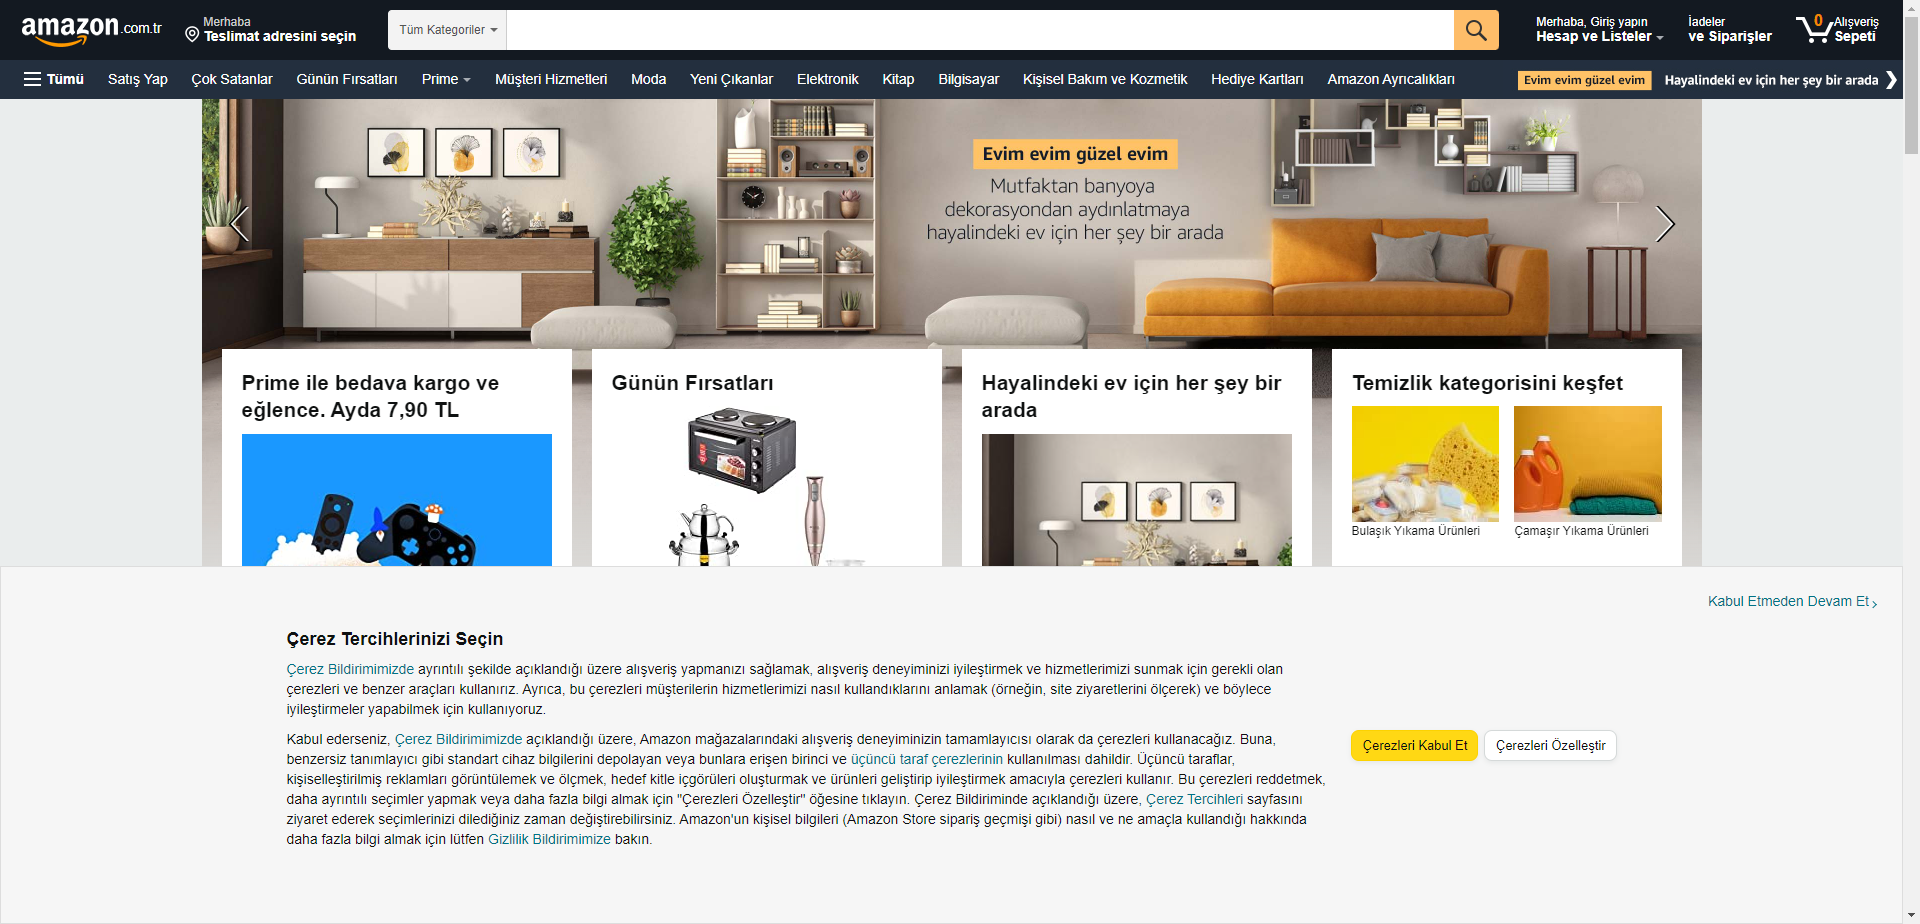 amazon.com.tr
Merhaba
Teslimat adresini seçin
Tüm Kategoriler
Merhaba, Giriş yapın
Hesap ve Listeler
İadeler
ve Siparişler
0
Alışveriş
Sepeti
Tümü
Satış Yap
Çok Satanlar
Günün Fırsatları
Prime
Müşteri Hizmetleri
Moda
Yeni Çıkanlar
Elektronik
Kitap
Bilgisayar
Kişisel Bakım ve Kozmetik
Hediye Kartları
Amazon Ayrıcalıkları
Evim evim güzel evim
Hayalindeki ev için her şey bir arada
Evim evim güzel evim
Mutfaktan banyoya
dekorasyondan aydınlatmaya
hayalindeki ev için her şey bir arada
Prime ile bedava kargo ve
eğlence. Ayda 7,90 TL
Günün Fırsatları
Hayalindeki ev için her şey bir
arada
Temizlik kategorisini keşfet
Bulaşık Yıkama Ürünleri
Çamaşır Yıkama Ürünleri
Kabul Etmeden Devam Et
Çerez Tercihlerinizi Seçin
Çerez Bildirimimizde ayrıntılı şekilde açıklandığı üzere alışveriş yapmanızı sağlamak, alışveriş deneyiminizi iyileştirmek ve hizmetlerimizi sunmak için gerekli olan
çerezleri ve benzer araçları kullanırız. Ayrıca, bu çerezleri müşterilerin hizmetlerimizi nasıl kullandıklarını anlamak (örneğin, site ziyaretlerini ölçerek) ve böylece
iyileştirmeler yapabilmek için kullanıyoruz.
Kabul ederseniz, Çerez Bildirimimizde açıklandığı üzere, Amazon mağazalarındaki alışveriş deneyiminizin tamamlayıcısı olarak da çerezleri kullanacağız. Buna,
benzersiz tanımlayıcı gibi standart cihaz bilgilerini depolayan veya bunlara erişen birinci ve üçüncü taraf çerezlerinin kullanılması dahildir. Üçüncü taraflar,
kişiselleştirilmiş reklamları görüntülemek ve ölçmek, hedef kitle içgörüleri oluşturmak ve ürünleri geliştirip iyileştirmek amacıyla çerezleri kullanır. Bu çerezleri reddetmek,
daha ayrıntılı seçimler yapmak veya daha fazla bilgi almak için "Çerezleri Özelleştir" öğesine tıklayın. Çerez Bildiriminde açıklandığı üzere, Çerez Tercihleri sayfasını
ziyaret ederek seçimlerinizi dilediğiniz zaman değiştirebilirsiniz. Amazon'un kişisel bilgileri (Amazon Store sipariş geçmişi gibi) nasıl ve ne amaçla kullandığı hakkında
daha fazla bilgi almak için lütfen Gizlilik Bildirimimize bakın.
Çerezleri Kabul Et
Çerezleri Özelleştir